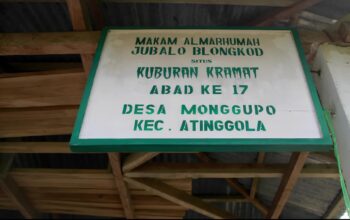 MAKAM ALMARHUMAH
JUBALO BLONGKOD
SITUS
KUBURAN KRAMAT
ABAD KE 17
DESA MONGGUPO
KEC. ATINGGOLA